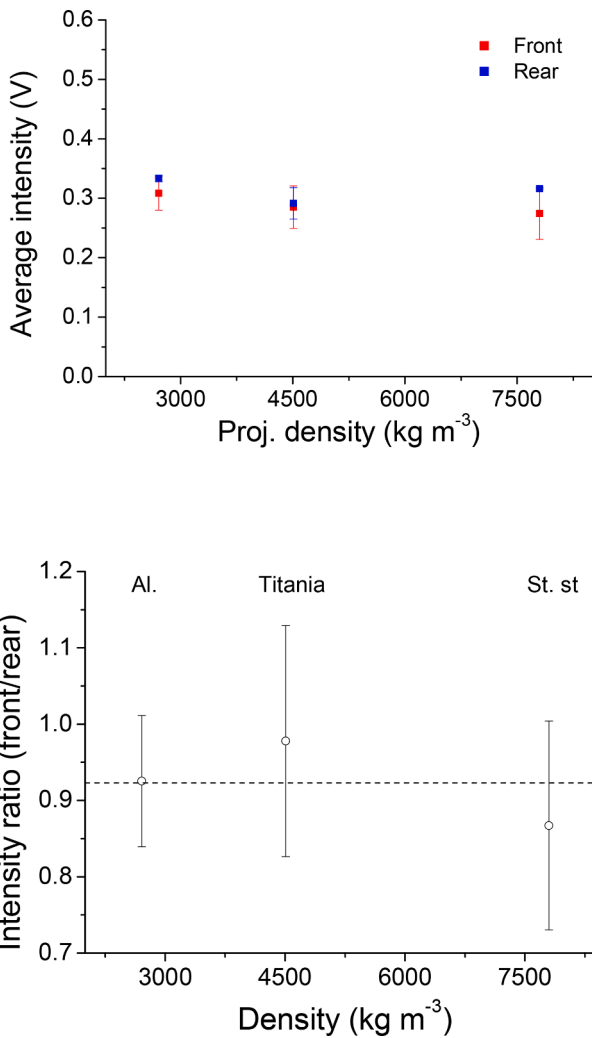 0.6
Front
Rear
0.5
0.4
0.3
0.2
0.1
0.0
Average intensity (V)
3000 4500 6000 7500
Proj. density (kg m⁻³)
1.2
Al. Titania St. st
1.1
1.0
0.9
0.8
0.7
Intensity ratio (front/rear)
3000 4500 6000 7500
Density (kg m⁻³)